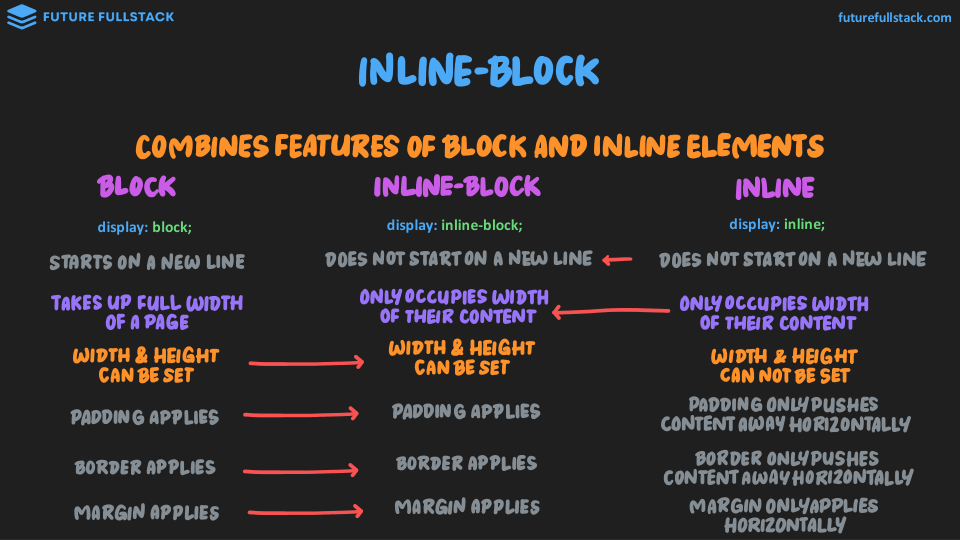 FUTURE FULLSTACK
futurefullstack.com
INLINE-BLOCK
COMBINES FEATURES OF BLOCK AND INLINE ELEMENTS
BLOCK
display: block;
STARTS ON A NEW LINE
TAKES UP FULL WIDTH
OF A PAGE
WIDTH & HEIGHT
CAN BE SET
PADDING APPLIES
BORDER APPLIES
MARGIN APPLIES
INLINE-BLOCK
display: inline-block;
DOES NOT START ON A NEW LINE
ONLY OCCUPIES WIDTH
OF THEIR CONTENT
WIDTH & HEIGHT
CAN BE SET
PADDING APPLIES
BORDER APPLIES
MARGIN APPLIES
INLINE
display: inline;
DOES NOT START ON A NEW LINE
ONLY OCCUPIES WIDTH
OF THEIR CONTENT
WIDTH & HEIGHT
CAN NOT BE SET
PADDING ONLY PUSHES
CONTENT AWAY HORIZONTALLY
BORDER ONLY PUSHES
CONTENT AWAY HORIZONTALLY
MARGIN ONLY APPLIES
HORIZONTALLY